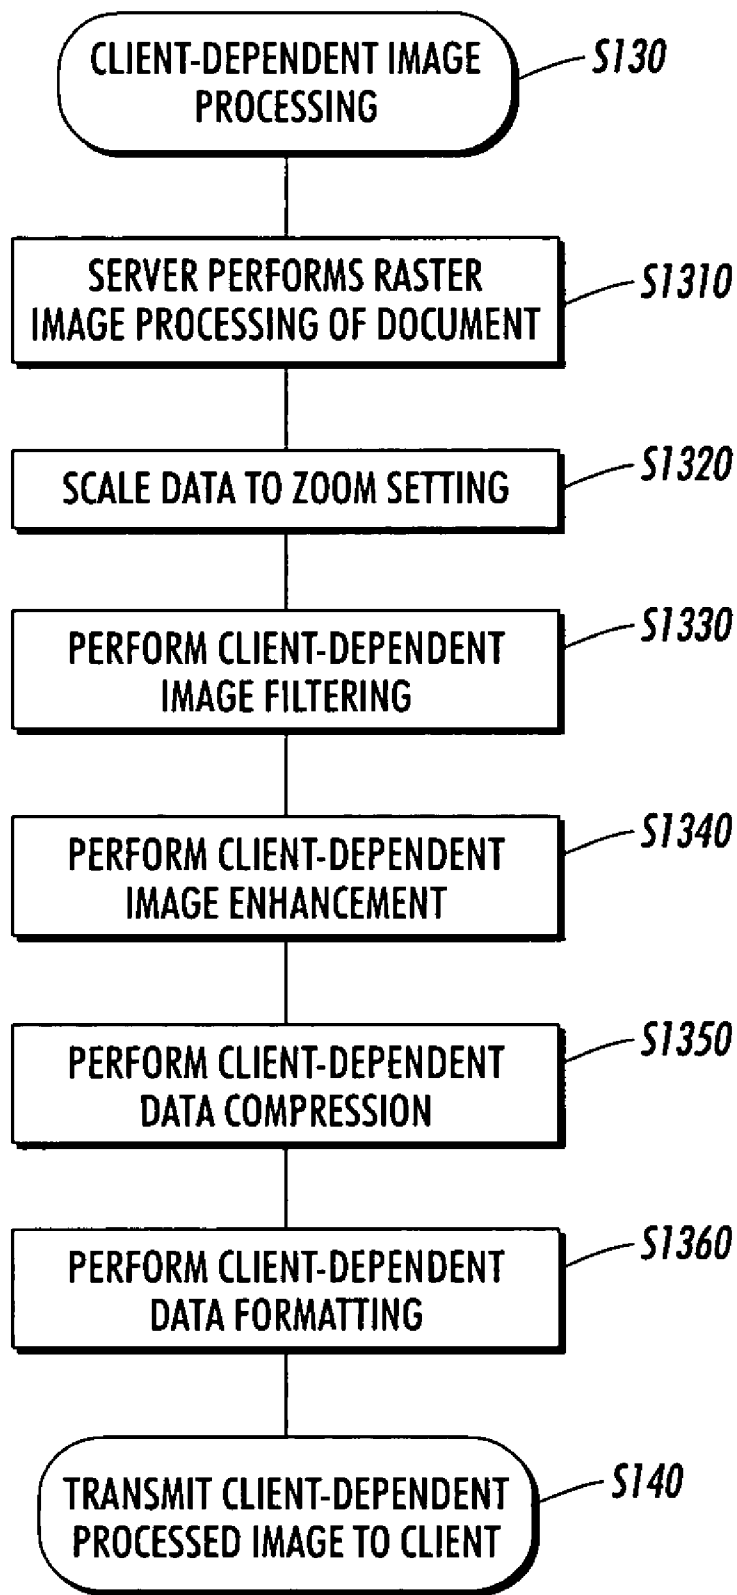 CLIENT-DEPENDENT IMAGE
PROCESSING
S130
SERVER PERFORMS RASTER
IMAGE PROCESSING OF DOCUMENT
S1310
SCALE DATA TO ZOOM SETTING
S1320
PERFORM CLIENT-DEPENDENT
IMAGE FILTERING
S1330
PERFORM CLIENT-DEPENDENT
IMAGE ENHANCEMENT
S1340
PERFORM CLIENT-DEPENDENT
DATA COMPRESSION
S1350
PERFORM CLIENT-DEPENDENT
DATA FORMATTING
S1360
TRANSMIT CLIENT-DEPENDENT
PROCESSED IMAGE TO CLIENT
S140